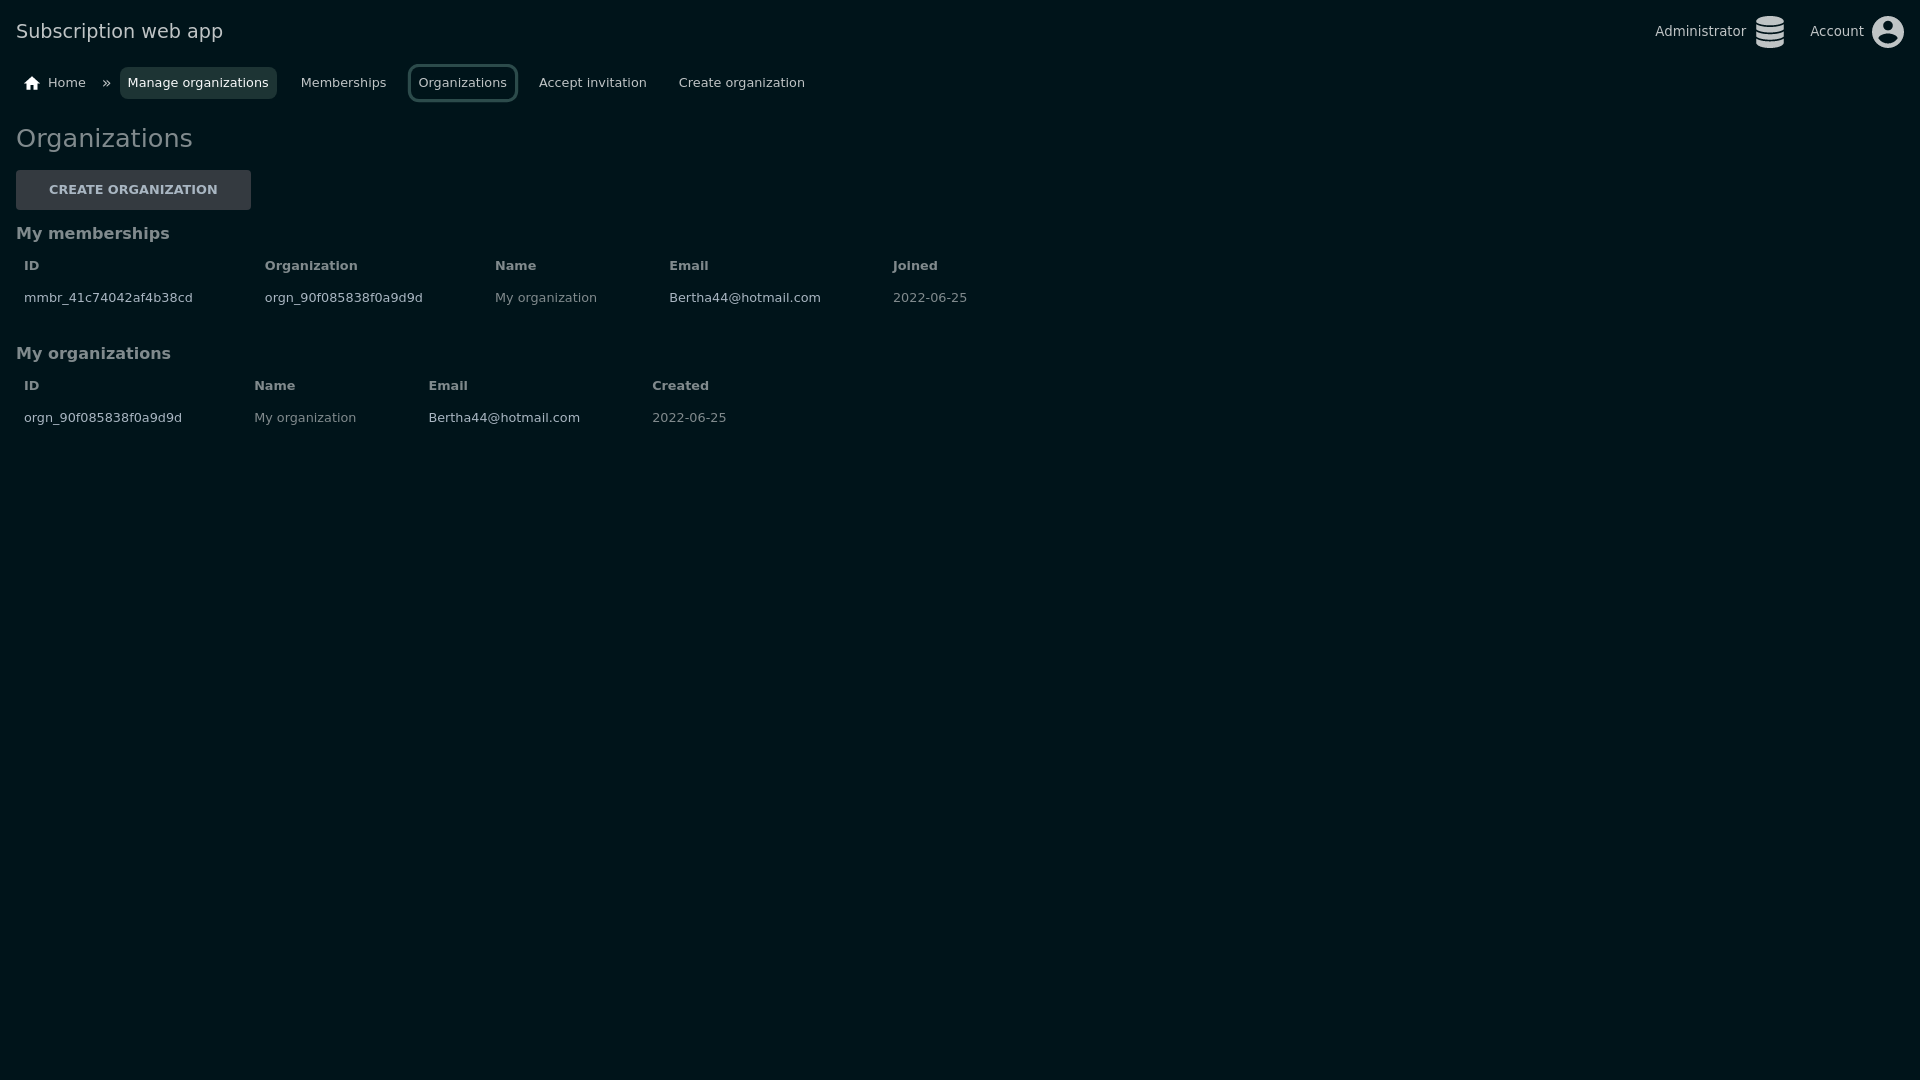 Subscription web app
Administrator
Account
Home » Manage organizations Memberships Organizations Accept invitation Create organization
Organizations
CREATE ORGANIZATION
My memberships
ID Organization Name Email Joined
mmbr_41c74042af4b38cd orgn_90f085838f0a9d9d My organization Bertha44@hotmail.com 2022-06-25
My organizations
ID Name Email Created
orgn_90f085838f0a9d9d My organization Bertha44@hotmail.com 2022-06-25